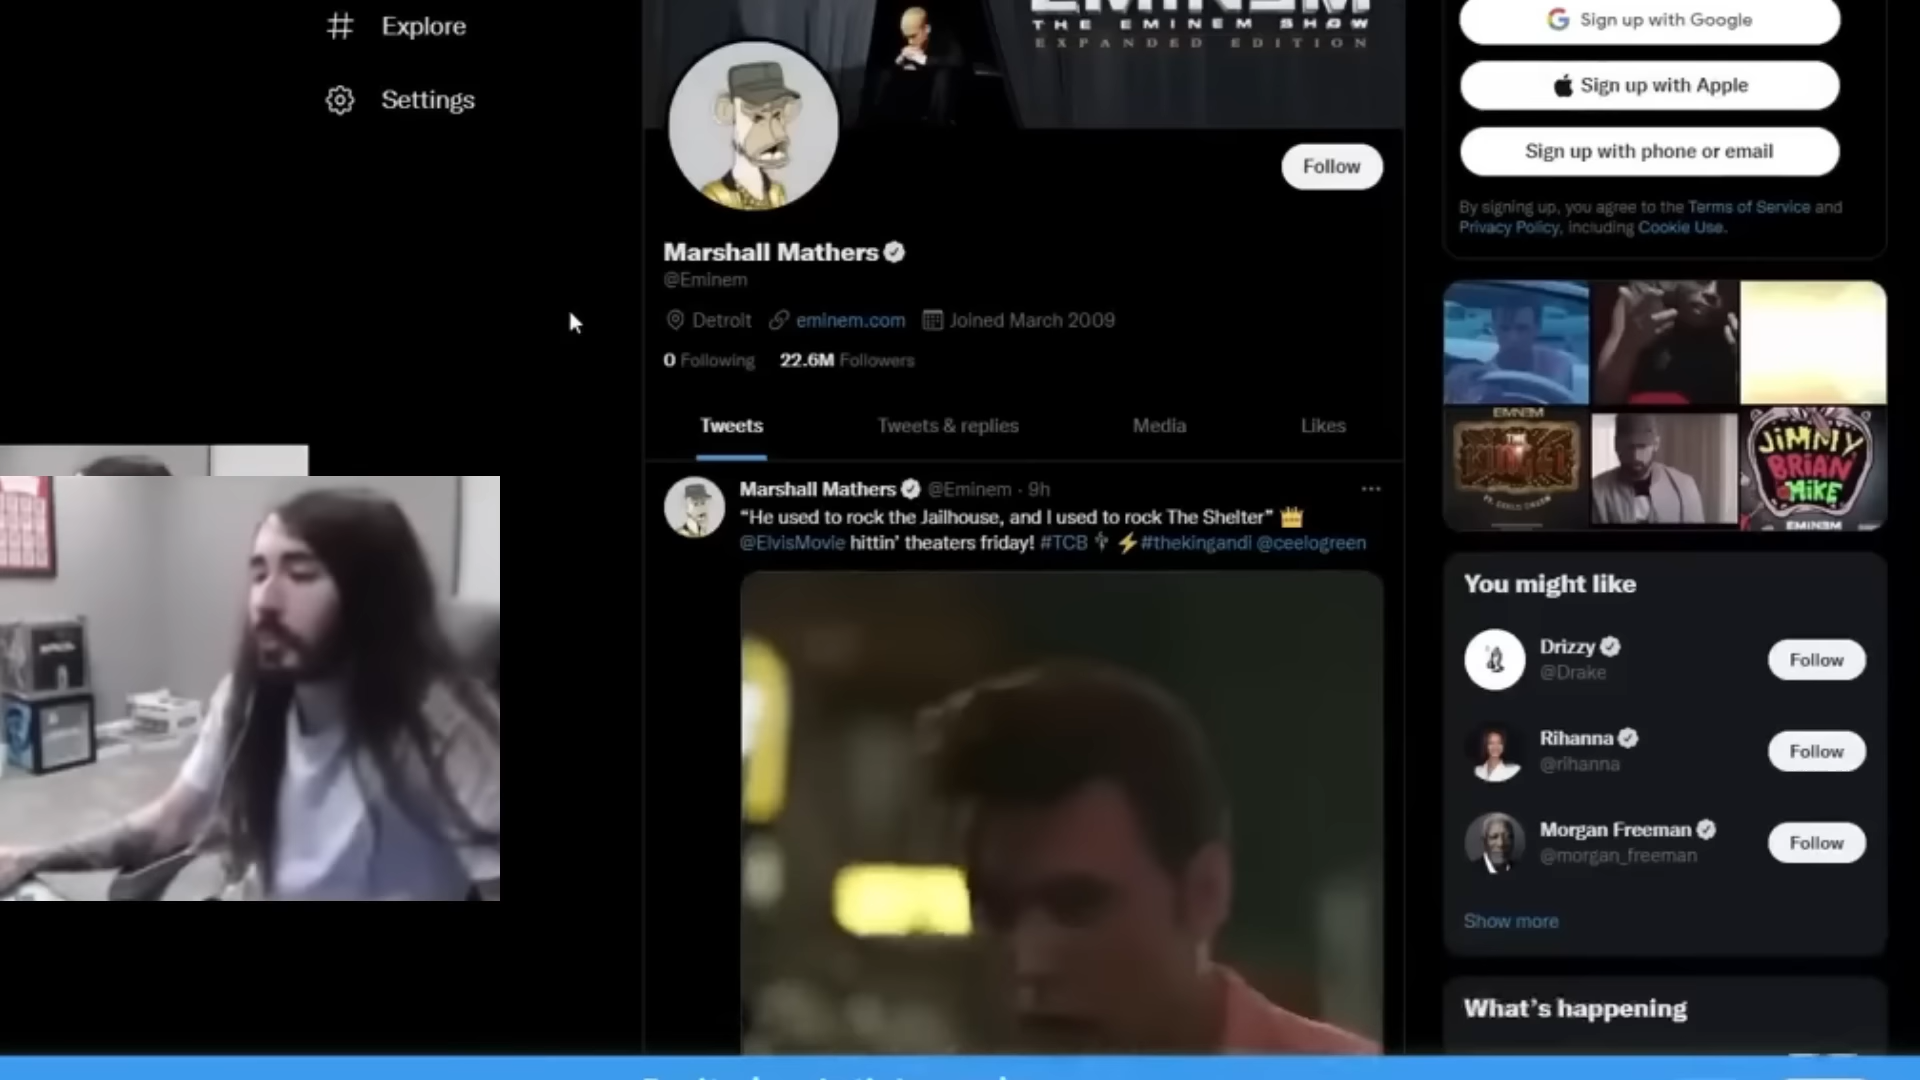 Explore
Settings
EMINEM
THE EMINEM SHOW
EXPANDED EDITION
Follow
Marshall Mathers
@Eminem
Detroit eminem.com Joined March 2009
0 Following 22.6M Followers
Tweets Tweets & replies Media Likes
Marshall Mathers @Eminem · 9h ...
“He used to rock the Jailhouse, and I used to rock The Shelter” 👑
@ElvisMovie hittin’ theaters friday! #TCB ⚡#thekingandI @ceelogreen
Sign up with Google
Sign up with Apple
Sign up with phone or email
By signing up, you agree to the Terms of Service and
Privacy Policy, including Cookie Use.
EMINEM
THE
JIMMY
BRIAN
MIKE
EMINEM
You might like
Drizzy
@Drake
Follow
Rihanna
@rihanna
Follow
Morgan Freeman
@morgan_freeman
Follow
Show more
What’s happening